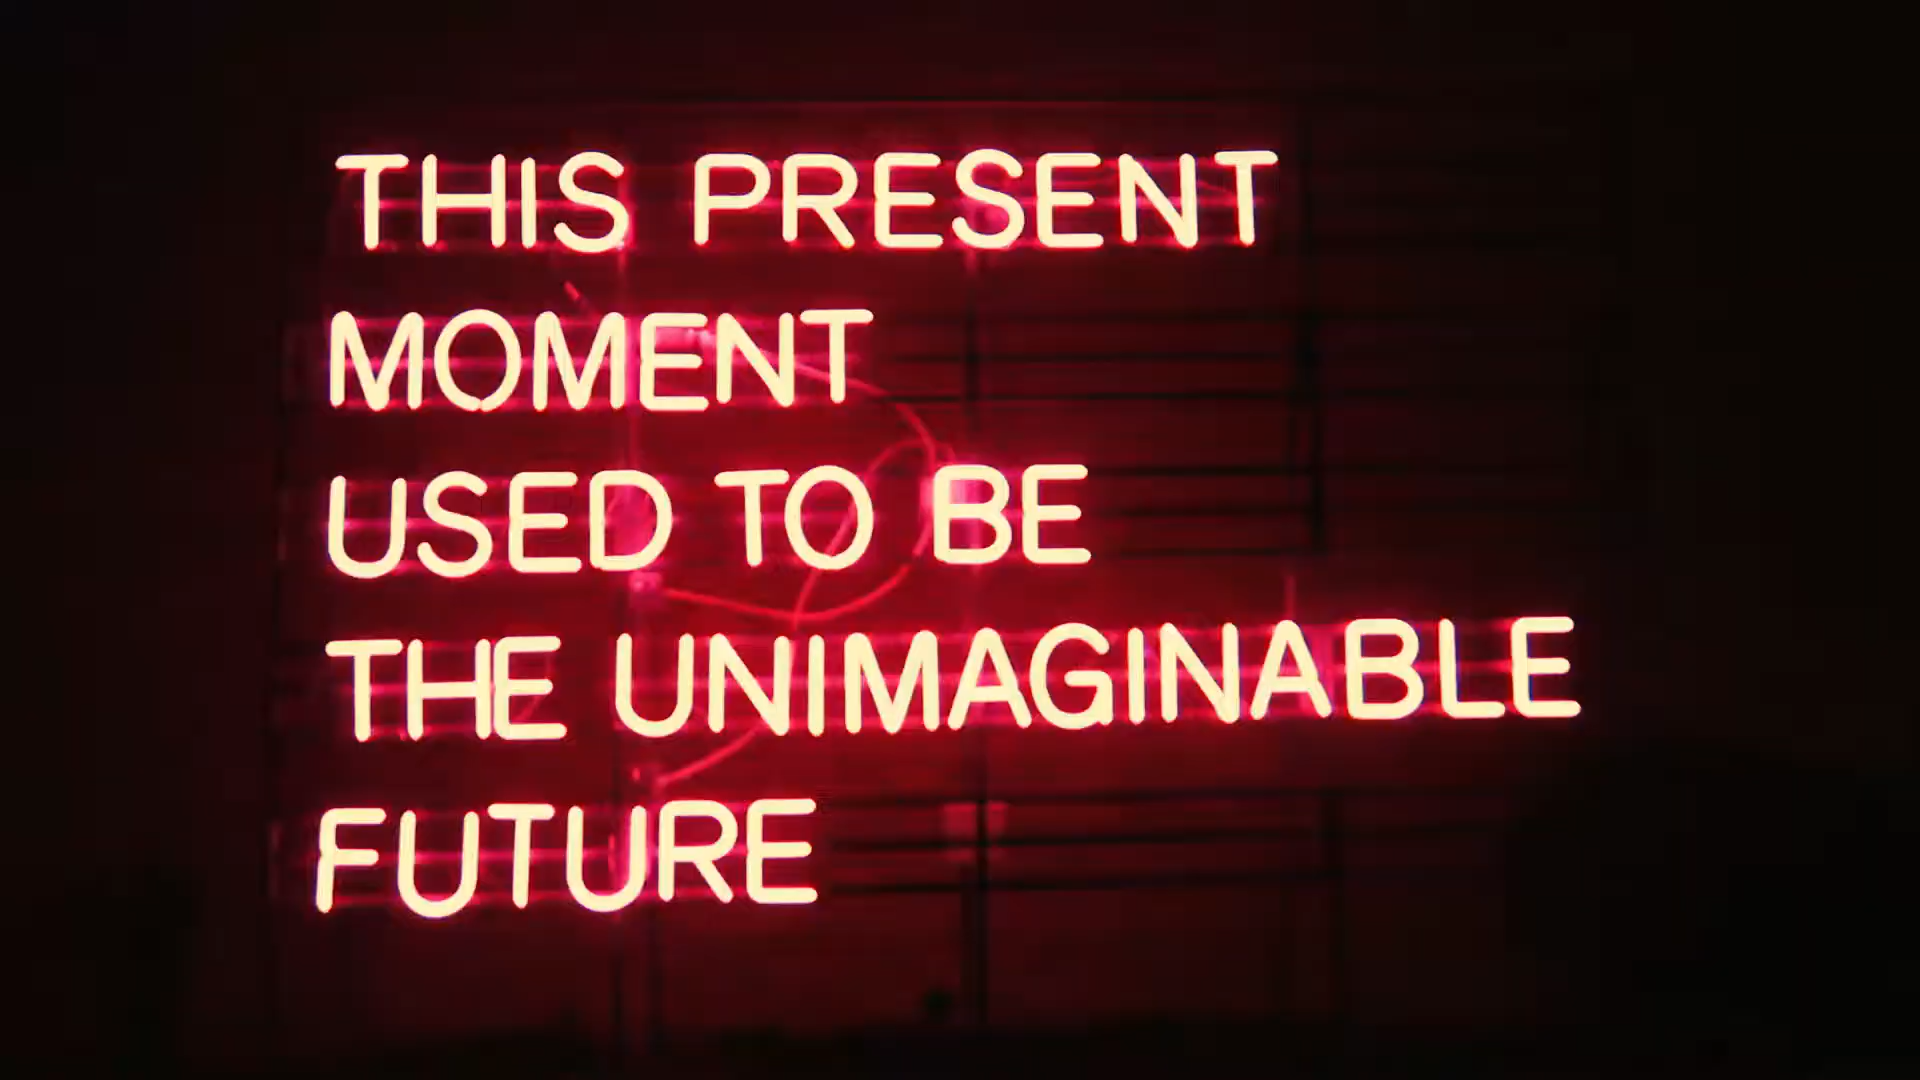 THIS PRESENT
MOMENT
USED TO BE
THE UNIMAGINABLE
FUTURE